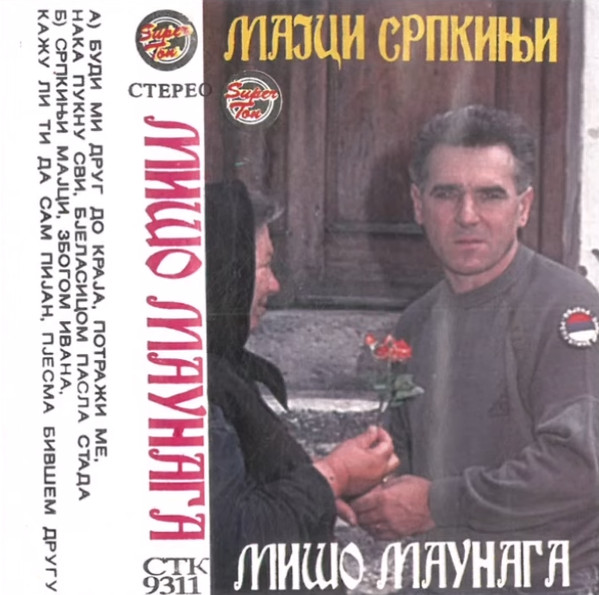 А) БУДИ МИ ДРУГ ДО КРАЈА, ПОТРАЖИ МЕ,
НАКА ПУКНУ СВИ, БЈЕЛАСИЦОМ ПАСЛА СТАДА
Б) СРПКИЊИ МАЈЦИ, ЗБОГОМ ИВАНА,
КАЖУ ЛИ ТИ ДА САМ ПИЈАН, ПЈЕСМА БИВШЕМ ДРУГУ
Super Ton
СТЕРЕО
МИШО МАУНАГА
СТК
9311
МАЈЦИ СРПКИЊИ
Super Ton
МИШО МАУНАГА